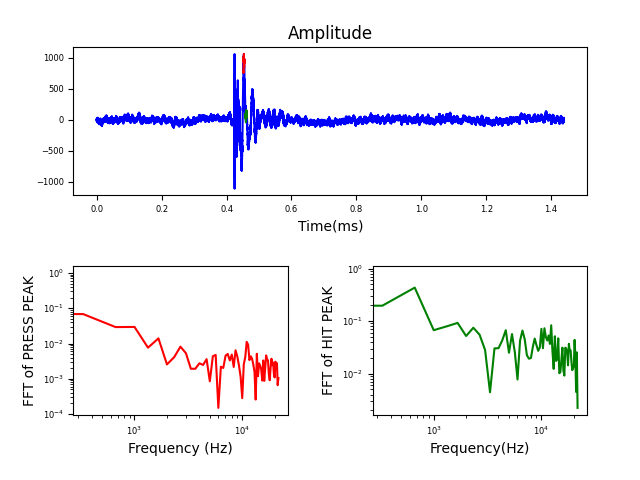 Amplitude
1000
500
0
−500
−1000
0.0 0.2 0.4 0.6 0.8 1.0 1.2 1.4
Time(ms)
FFT of PRESS PEAK
10⁰
10⁻¹
10⁻²
10⁻³
10⁻⁴
10³ 10⁴
Frequency (Hz)
FFT of HIT PEAK
10⁰
10⁻¹
10⁻²
10³ 10⁴
Frequency(Hz)